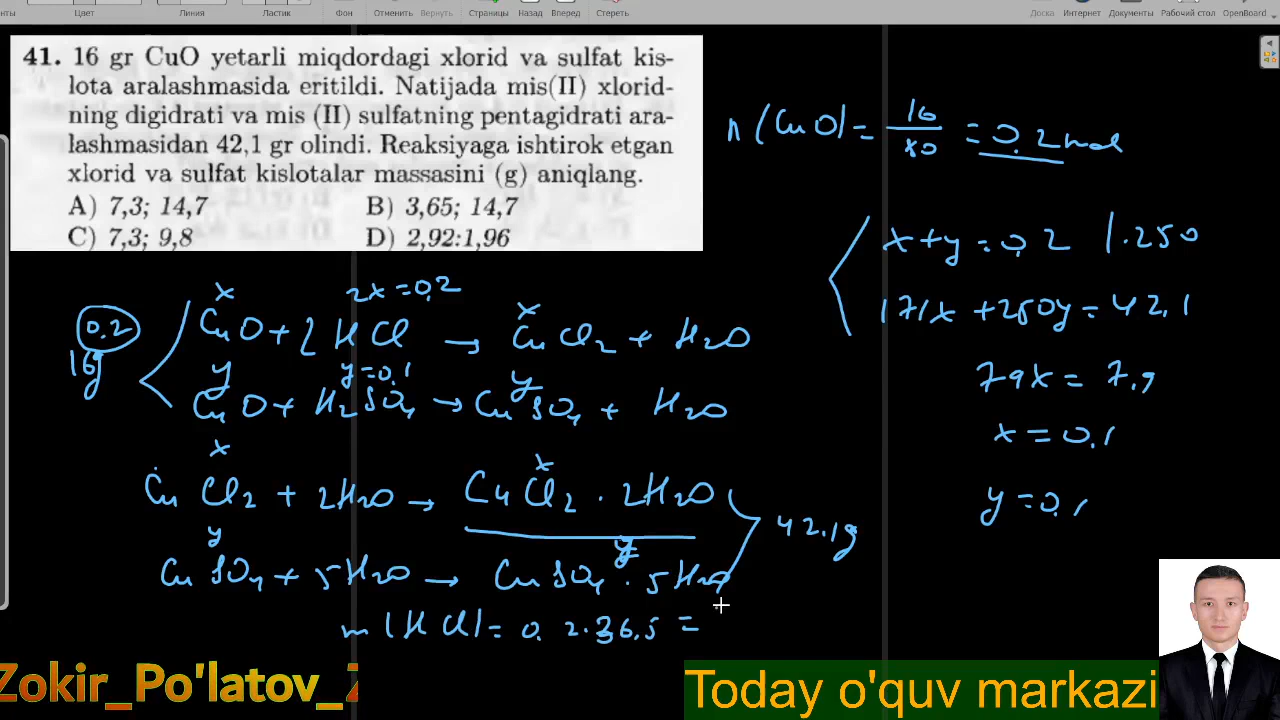 нты
Цвет
Линия
Ластик
Фон
Отменить
Вернуть
Страницы
Назад
Вперед
Стереть
Доска
Интернет
Документы
Рабочий стол
OpenBoard
41. 16 gr CuO yetarli miqdordagi xlorid va sulfat kis-
lota aralashmasida eritildi. Natijada mis(II) xlorid-
ning digidrati va mis (II) sulfatning pentagidrati ara-
lashmasidan 42,1 gr olindi. Reaksiyaga ishtirok etgan
xlorid va sulfat kislotalar massasini (g) aniqlang.
A) 7,3; 14,7 B) 3,65; 14,7
C) 7,3; 9,8 D) 2,92:1,96
n(CuO) = 16/80 = 0.2 mol
x+y=0,2 |.250
171x+250y=42.1
79x=7.9
x=0.1
y=0.1
x 2x=0,2 x
0.2 CuO+2HCl → CuCl2+H2O
16g y y=0.1 y
CuO+H2SO4→CuSO4+H2O
x x
CuCl2+2H2O→CuCl2·2H2O
42.1g
y y
CuSO4+5H2O→CuSO4·5H2O
m(HCl)=0.2·36.5=
Zokir_Po'latov_Z
Today o'quv markazi